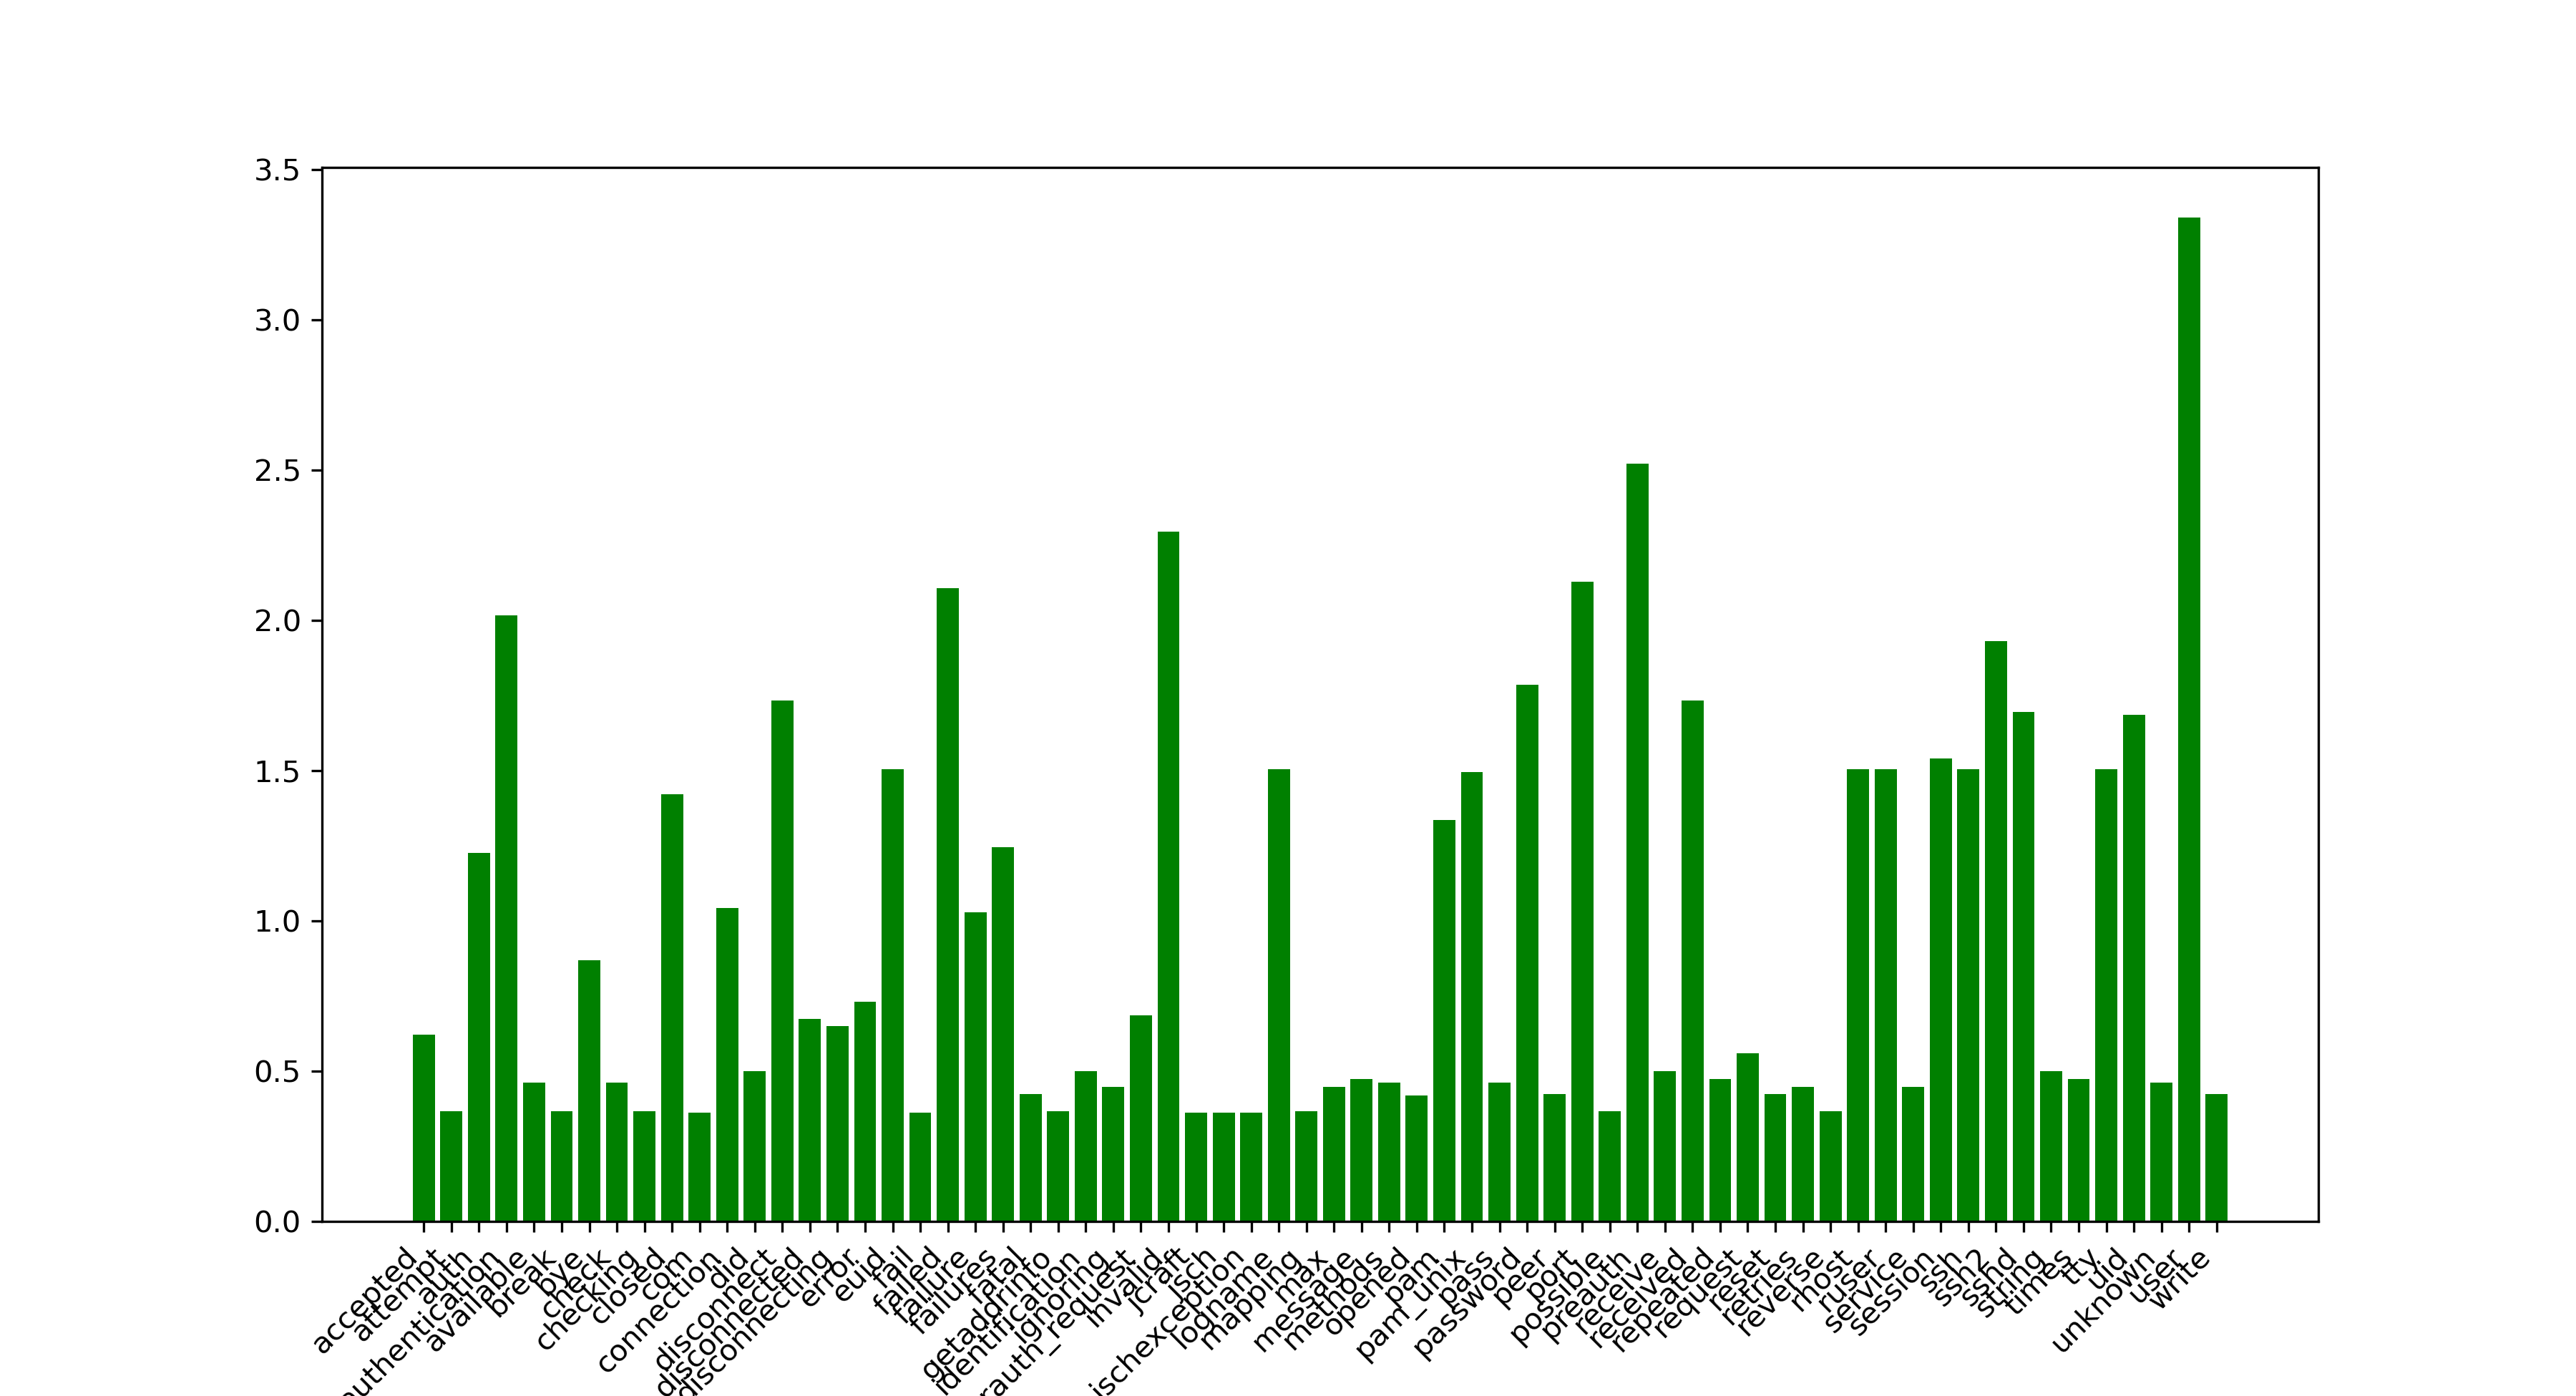 3.5
3.0
2.5
2.0
1.5
1.0
0.5
0.0
accepted
attempt
auth
authentication
available
break
bye
check
checking
closed
com
connection
did
disconnect
disconnected
disconnecting
error
euid
fail
failed
failure
failures
fatal
getaddrinfo
identification
ignoring
rauth_request
invalid
jcraft
jsch
jschexception
logname
mapping
max
message
methods
opened
pam
pam_unix
pass
password
peer
port
possible
preauth
receive
received
repeated
request
reset
retries
reverse
rhost
ruser
service
session
ssh
ssh2
sshd
string
times
tty
uid
unknown
user
write